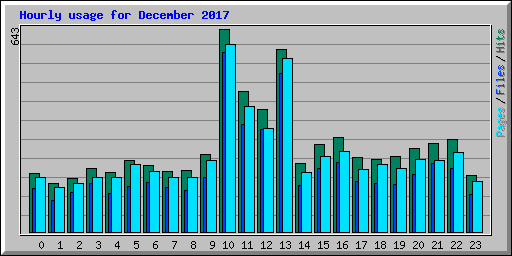 Hourly usage for December 2017
643
Pages / Files / Hits
0 1 2 3 4 5 6 7 8 9 10 11 12 13 14 15 16 17 18 19 20 21 22 23